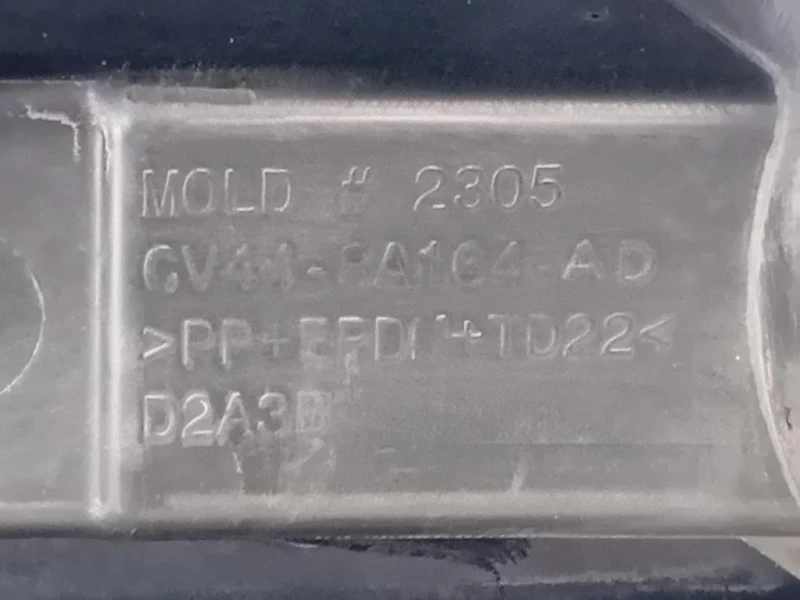 MOLD # 2305
CV44-8A164-AD
>PP+EPDM+TD22<
D2A3B